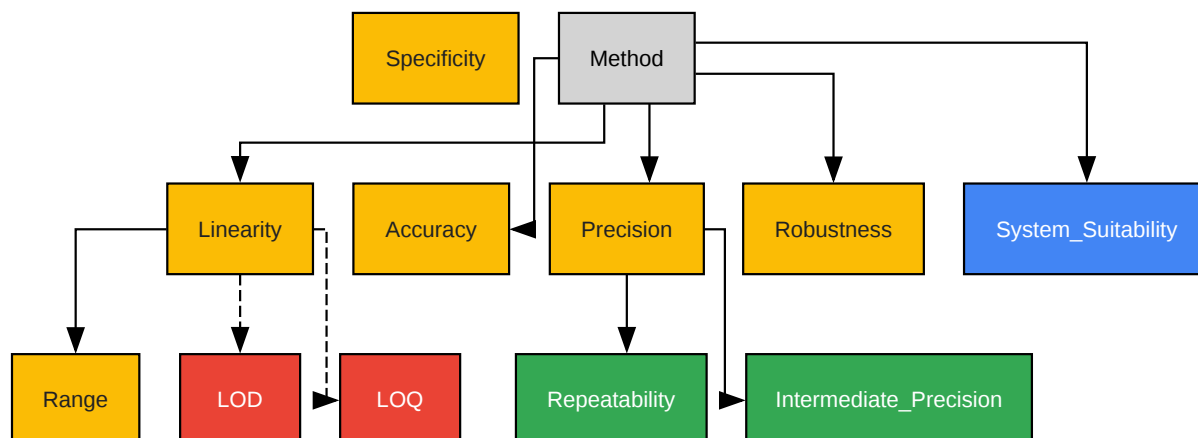 Specificity
Method
Linearity
Accuracy
Precision
Robustness
System_Suitability
Range
LOD
LOQ
Repeatability
Intermediate_Precision